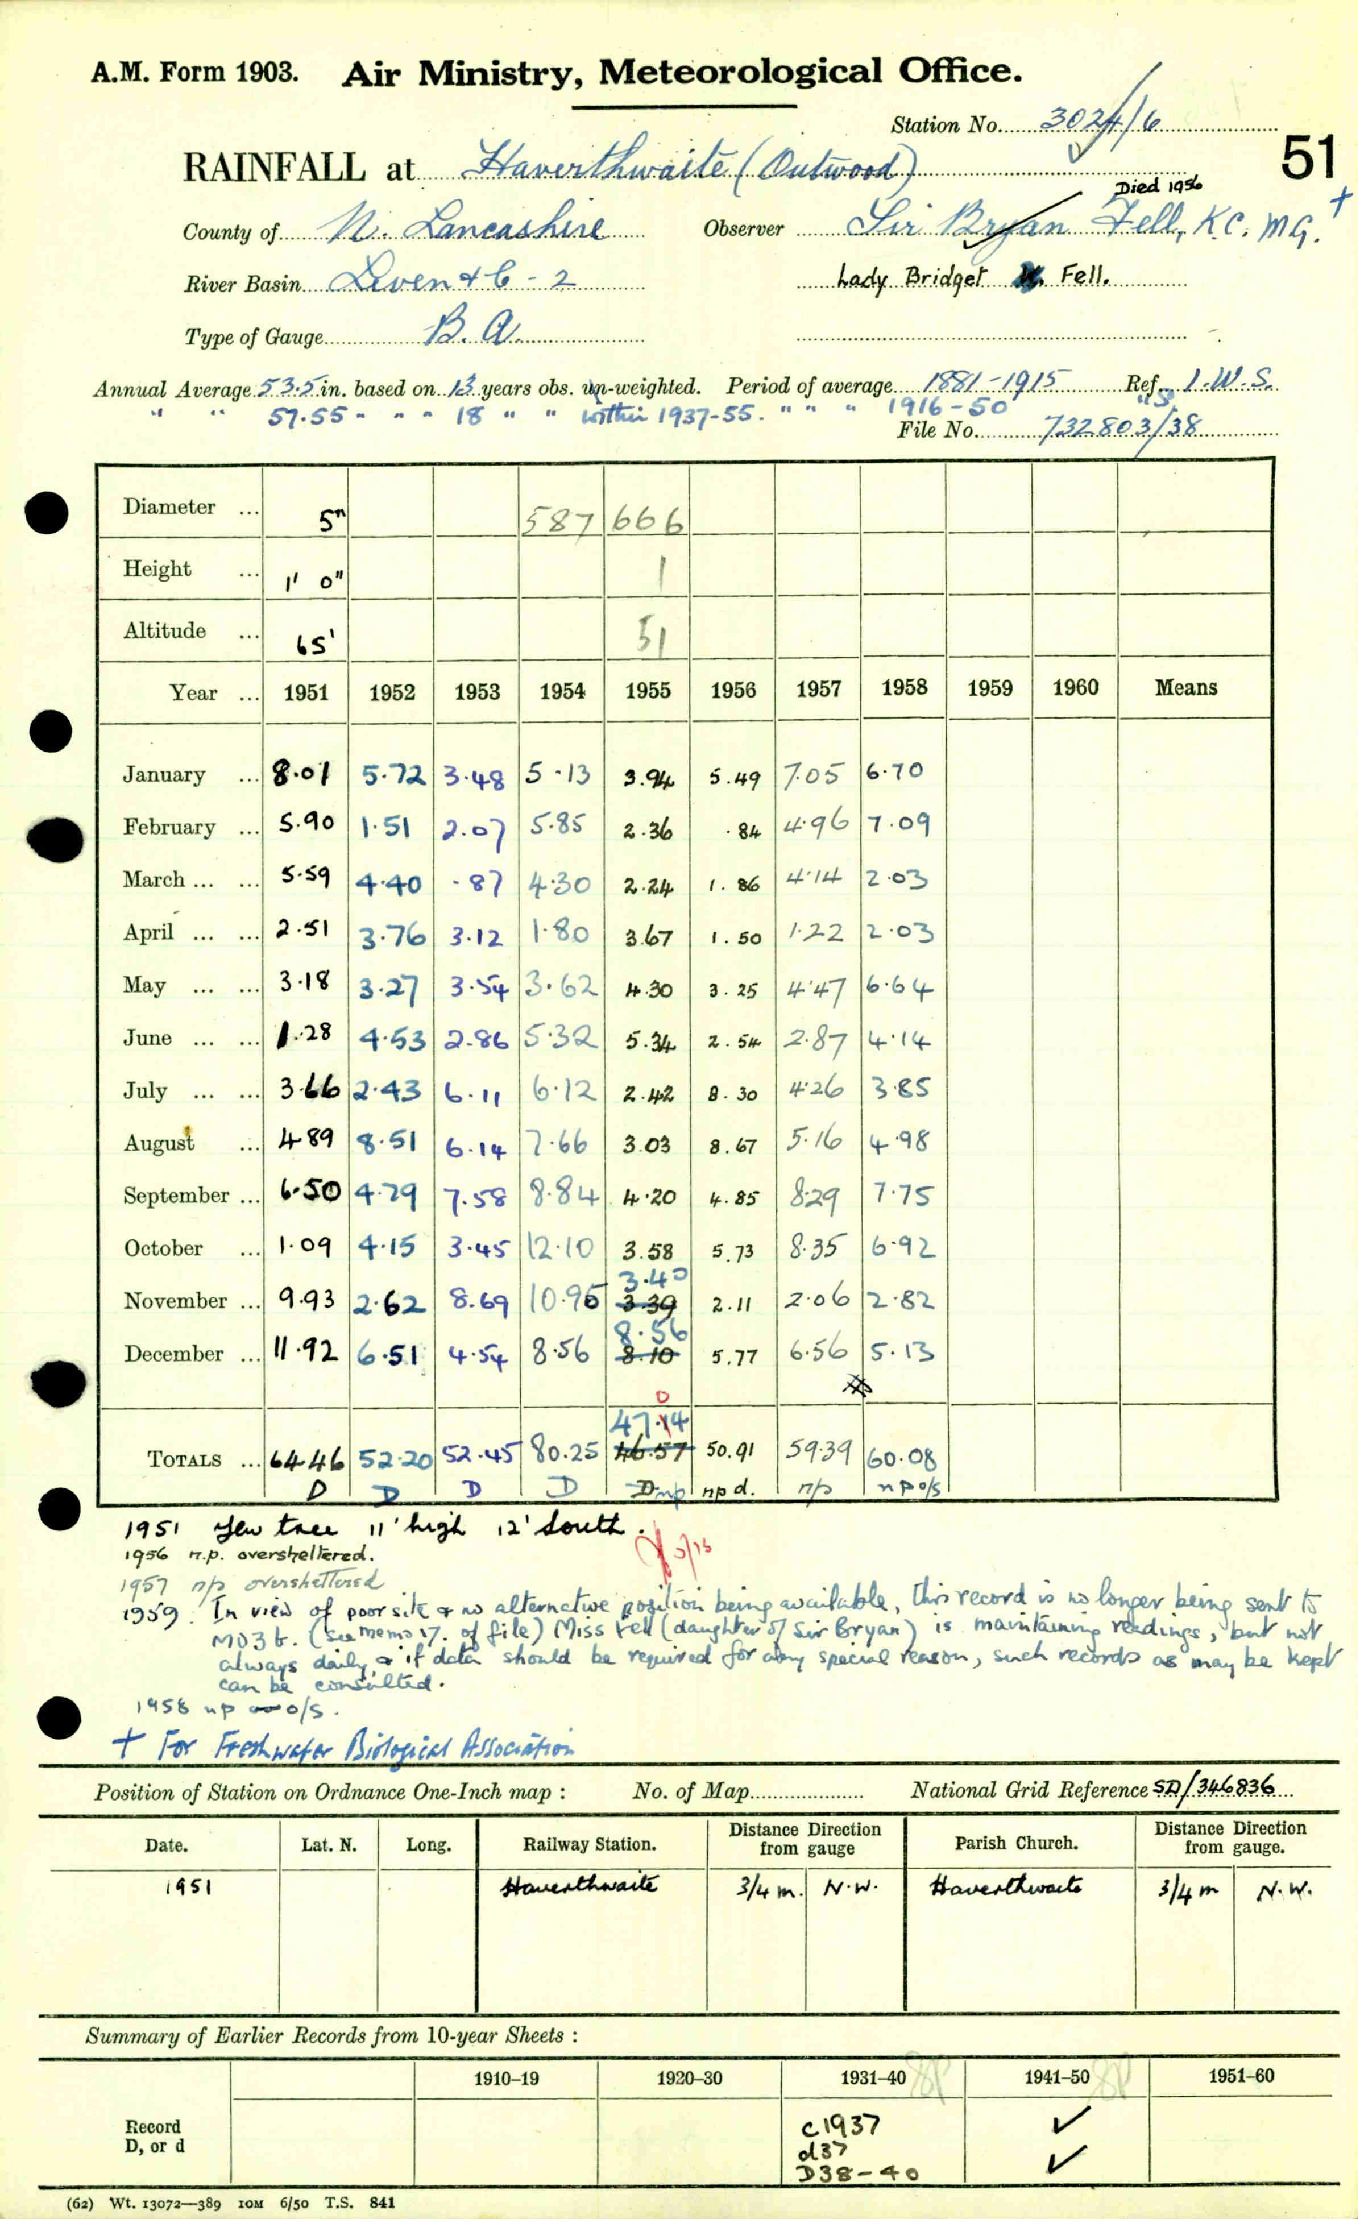 A.M. Form 1903. Air Ministry, Meteorological Office.
Station No. 3024/6
51
RAINFALL at Haverthwaite (Outwood)
Died 1956
County of N. Lancashire Observer Sir Bryan Fell, K.C.M.G. +
River Basin Leven & C - 2 Lady Bridget Fell.
Type of Gauge B.A.
Annual Average 53.5 in. based on 13 years obs. un-weighted. Period of average 1881-1915 Ref. I.W.S.
" " 57.55 " " " 18 " " within 1937-55. " " " 1916-50 "S."
File No. 732803/38
Diameter ... 5" 587 666
Height ... 1' 0" 1
Altitude ... 65' 51
Year ... 1951 1952 1953 1954 1955 1956 1957 1958 1959 1960 Means
January ... 8.01 5.72 3.48 5.13 3.94 5.49 7.05 6.70
February ... 5.90 1.51 2.07 5.85 2.36 .84 4.96 7.09
March ... ... 5.59 4.40 .87 4.30 2.24 1.86 4.14 2.03
April ... ... 2.51 3.76 3.12 1.80 3.67 1.50 1.22 2.03
May ... ... 3.18 3.27 3.54 3.62 4.30 3.25 4.47 6.64
June ... ... 1.28 4.53 2.86 5.32 5.34 2.54 2.87 4.14
July ... ... 3.66 2.43 6.11 6.12 2.42 8.30 4.26 3.85
August ... 4.89 8.51 6.14 7.66 3.03 8.67 5.16 4.98
September ... 6.50 4.79 7.58 8.84 4.20 4.85 8.29 7.75
October ... 1.09 4.15 3.45 12.10 3.58 5.73 8.35 6.92
3.40
November ... 9.93 2.62 8.69 10.95 3.39 2.11 2.06 2.82
8.56
December ... 11.92 6.51 4.54 8.56 8.10 5.77 6.56 5.13
0
47.14
TOTALS ... 64.46 52.20 52.45 80.25 46.57 50.91 59.39 60.08
D D D D D np np d. n/p np o/s
1951 Yew tree 11' high 12' South.
1956 n.p. oversheltered.
1957 n/p oversheltered
1959. In view of poor site & no alternative position being available, this record is no longer being sent to
MO3b. (see memo 17. of file) Miss Fell (daughter of Sir Bryan) is maintaining readings, but not
always daily, & if data should be required for any special reason, such records as may be kept
can be consulted.
1958 np o/s.
+ For Freshwater Biological Association
Position of Station on Ordnance One-Inch map : No. of Map National Grid Reference SD/346836
Date. Lat. N. Long. Railway Station. Distance Direction from gauge Parish Church. Distance Direction from gauge.
1951 Haverthwaite 3/4 m. N.W. Haverthwaite 3/4 m N.W.
Summary of Earlier Records from 10-year Sheets :
1910–19 1920–30 1931–40 1941–50 1951–60
Record c1937 ✓
D, or d d37
D38-40 ✓
(62) Wt. 13072—389 10M 6/50 T.S. 841